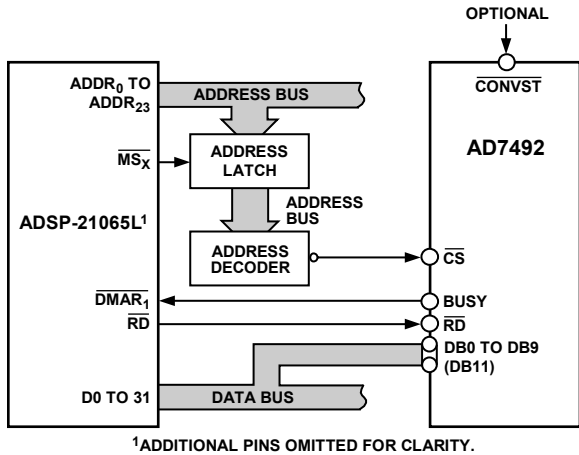 OPTIONAL
ADDR0 TO
ADDR23
ADDRESS BUS
CONVST
MSX
ADDRESS
LATCH
AD7492
ADSP-21065L1
ADDRESS
BUS
ADDRESS
DECODER
CS
DMAR1
BUSY
RD
RD
DB0 TO DB9
(DB11)
D0 TO 31
DATA BUS
1ADDITIONAL PINS OMITTED FOR CLARITY.